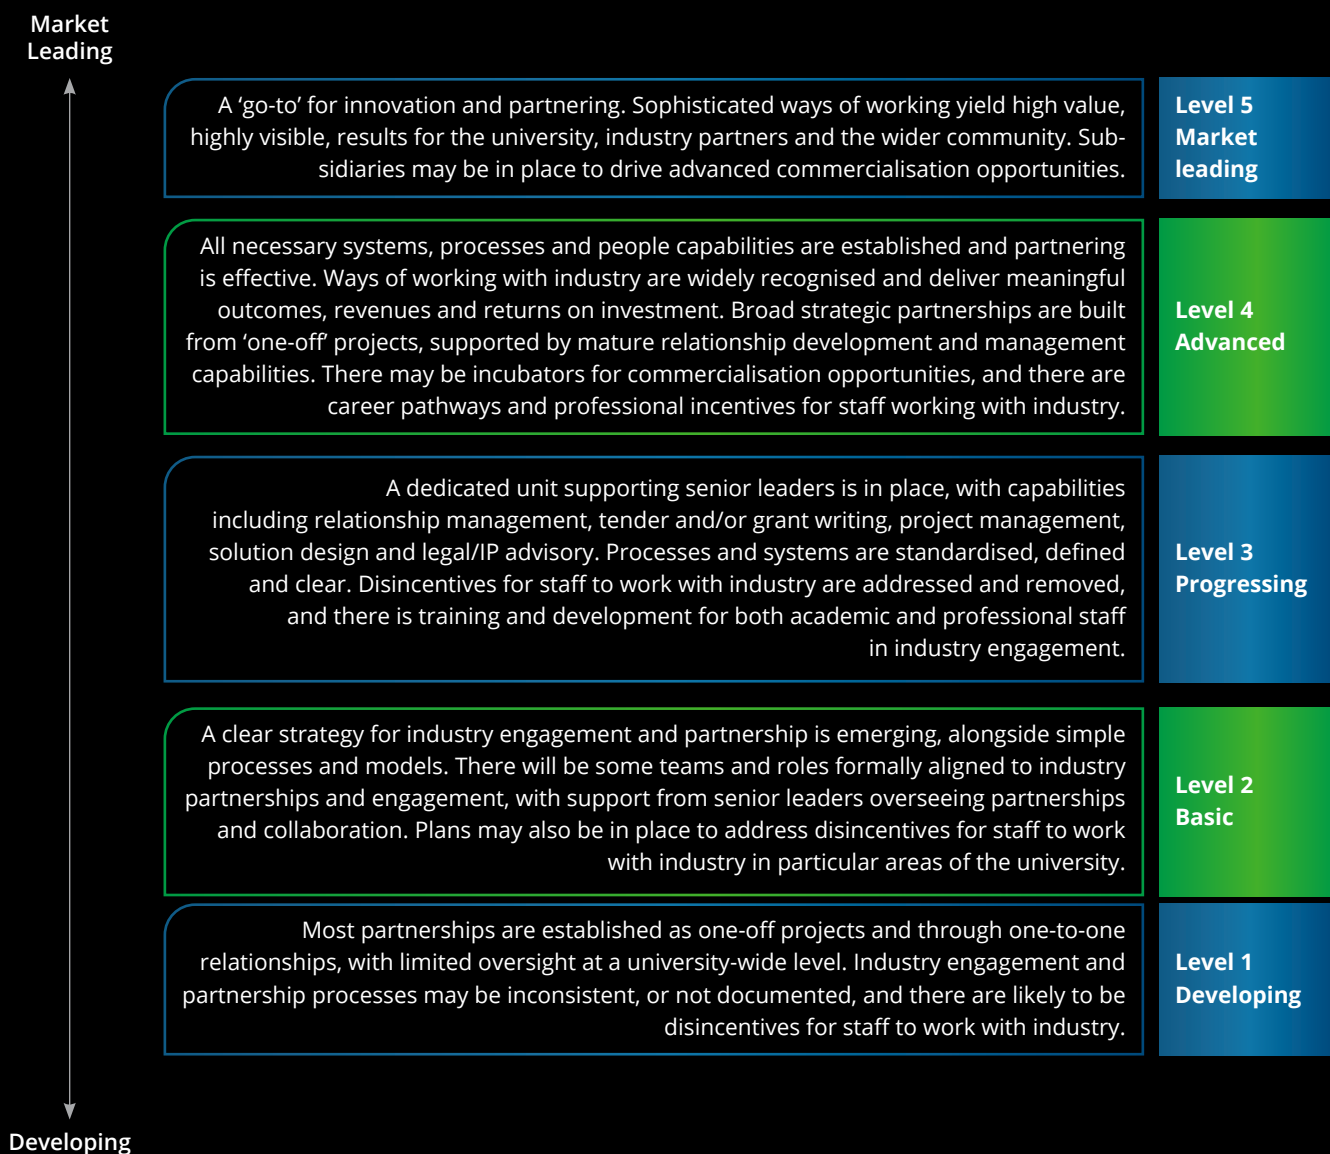 Market
Leading
A ‘go-to’ for innovation and partnering. Sophisticated ways of working yield high value,
highly visible, results for the university, industry partners and the wider community. Sub-
sidiaries may be in place to drive advanced commercialisation opportunities.
Level 5
Market
leading
All necessary systems, processes and people capabilities are established and partnering
is effective. Ways of working with industry are widely recognised and deliver meaningful
outcomes, revenues and returns on investment. Broad strategic partnerships are built
from ‘one-off’ projects, supported by mature relationship development and management
capabilities. There may be incubators for commercialisation opportunities, and there are
career pathways and professional incentives for staff working with industry.
Level 4
Advanced
A dedicated unit supporting senior leaders is in place, with capabilities
including relationship management, tender and/or grant writing, project management,
solution design and legal/IP advisory. Processes and systems are standardised, defined
and clear. Disincentives for staff to work with industry are addressed and removed,
and there is training and development for both academic and professional staff
in industry engagement.
Level 3
Progressing
A clear strategy for industry engagement and partnership is emerging, alongside simple
processes and models. There will be some teams and roles formally aligned to industry
partnerships and engagement, with support from senior leaders overseeing partnerships
and collaboration. Plans may also be in place to address disincentives for staff to work
with industry in particular areas of the university.
Level 2
Basic
Most partnerships are established as one-off projects and through one-to-one
relationships, with limited oversight at a university-wide level. Industry engagement and
partnership processes may be inconsistent, or not documented, and there are likely to be
disincentives for staff to work with industry.
Level 1
Developing
Developing